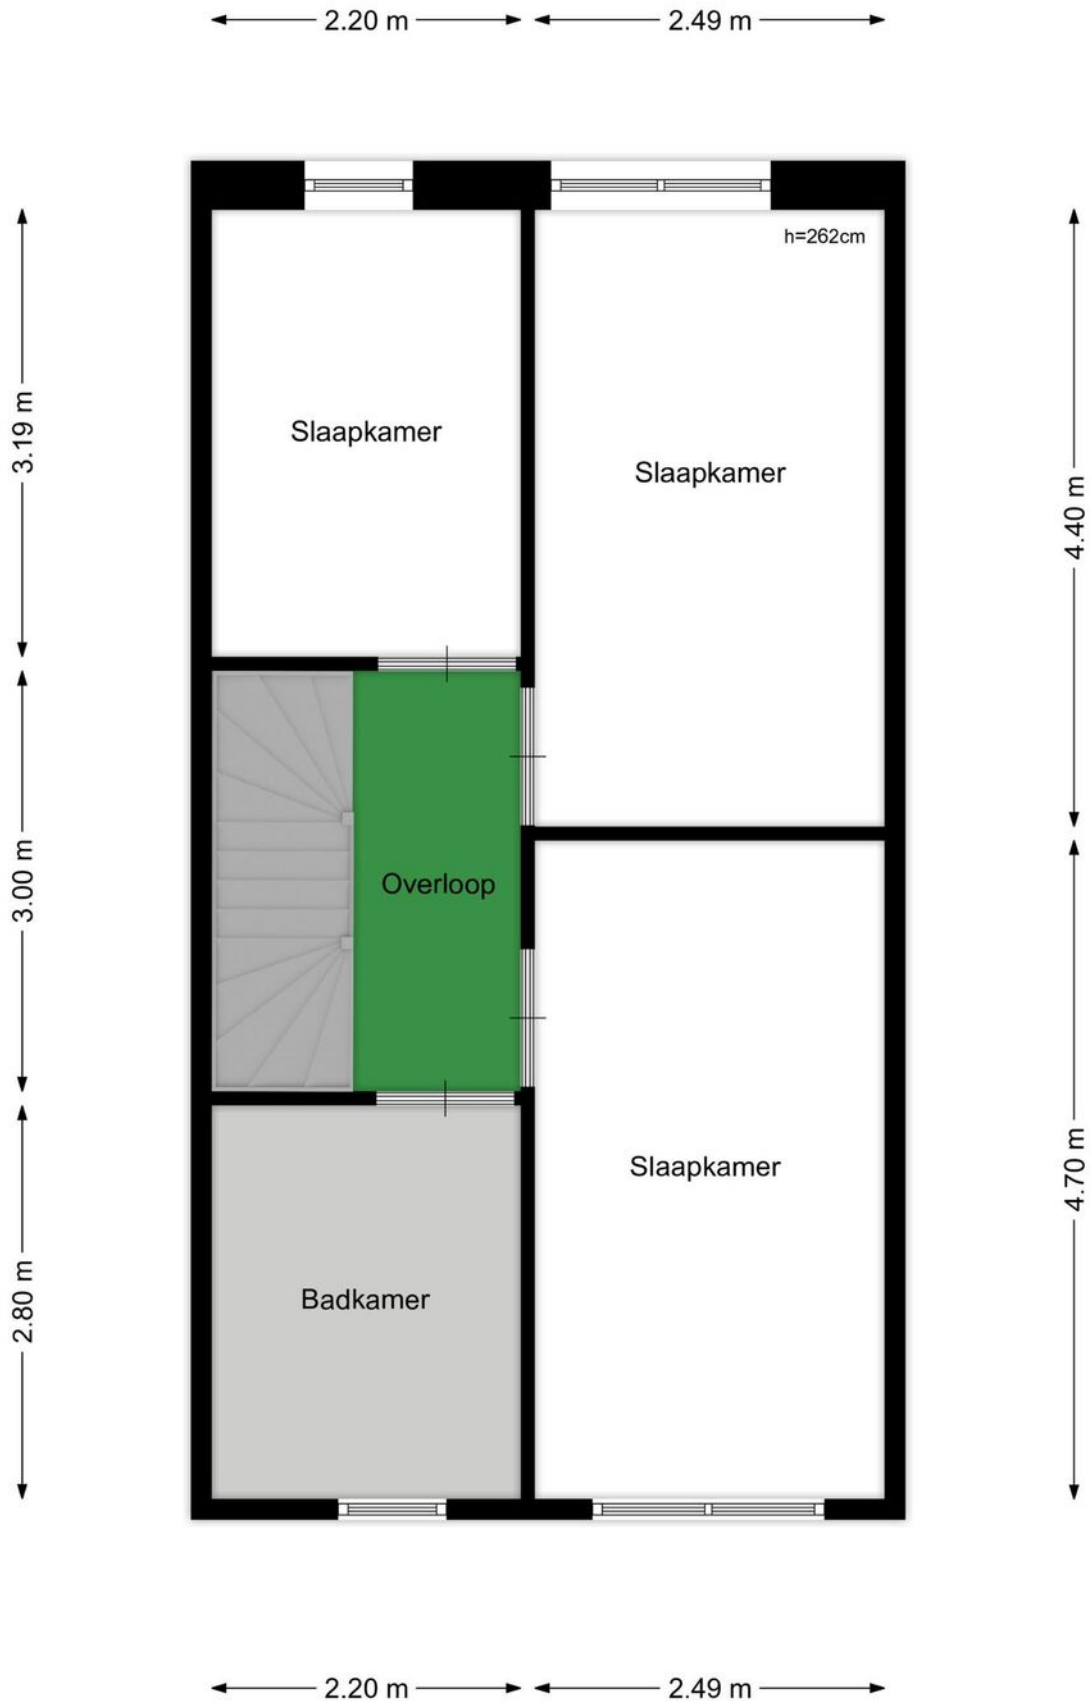 2.20 m
2.49 m
h=262cm
3.19 m
Slaapkamer
Slaapkamer
4.40 m
3.00 m
Overloop
4.70 m
Slaapkamer
2.80 m
Badkamer
2.20 m
2.49 m